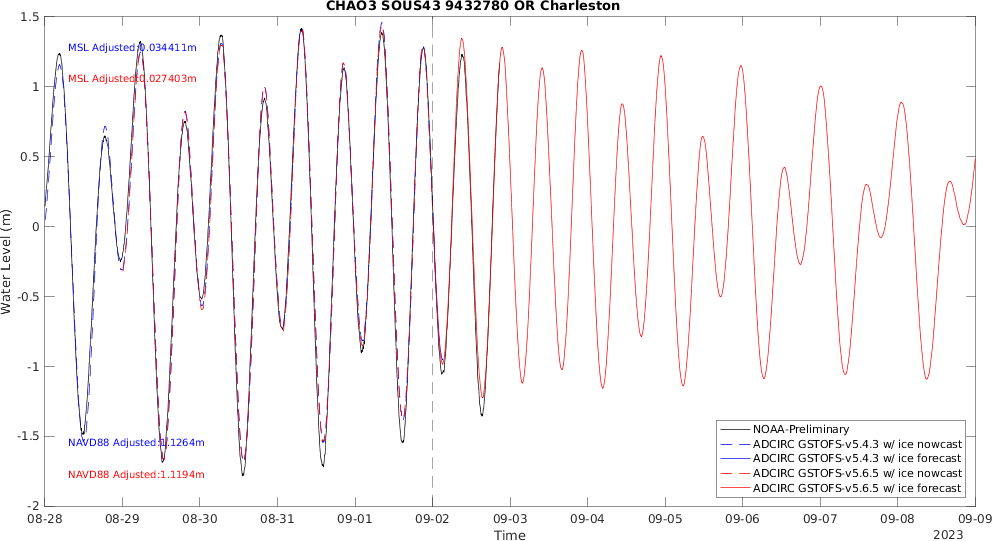 CHAO3 SOUS43 9432780 OR Charleston
1.5
1
0.5
0
-0.5
-1
-1.5
-2
Water Level (m)
MSL Adjusted:0.034411m
MSL Adjusted:0.027403m
NAVD88 Adjusted:1.1264m
NAVD88 Adjusted:1.1194m
NOAA-Preliminary
ADCIRC GSTOFS-v5.4.3 w/ ice nowcast
ADCIRC GSTOFS-v5.4.3 w/ ice forecast
ADCIRC GSTOFS-v5.6.5 w/ ice nowcast
ADCIRC GSTOFS-v5.6.5 w/ ice forecast
08-28 08-29 08-30 08-31 09-01 09-02 09-03 09-04 09-05 09-06 09-07 09-08 09-09
Time
2023